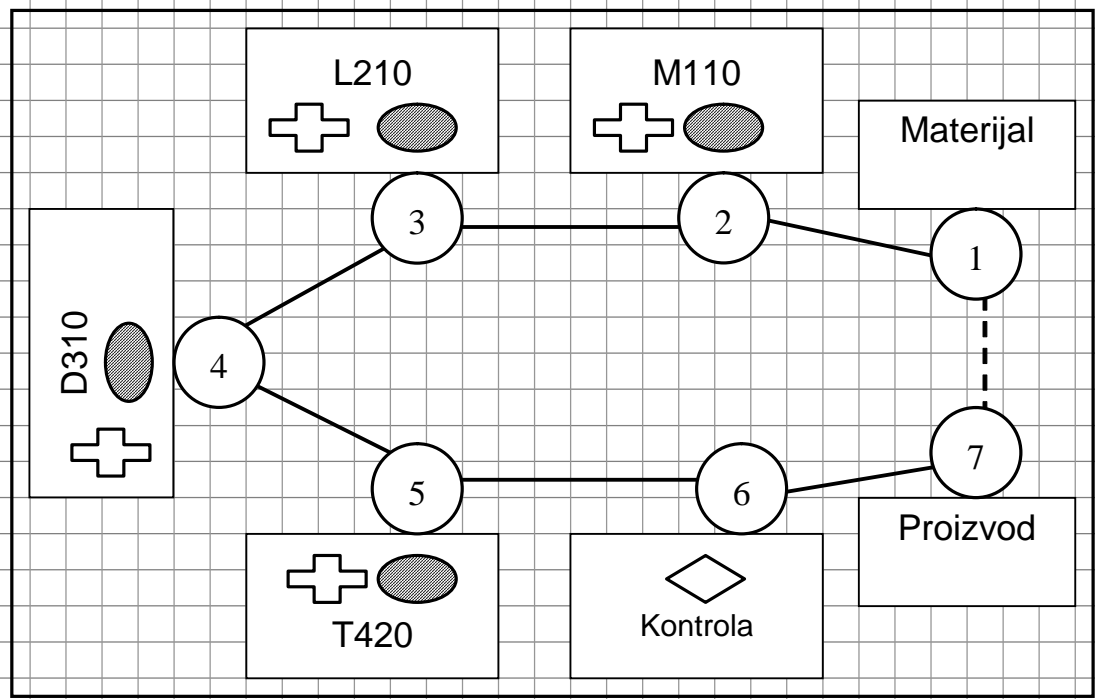 L210
M110
Materijal
3
2
1
D310
4
5
6
7
T420
Kontrola
Proizvod